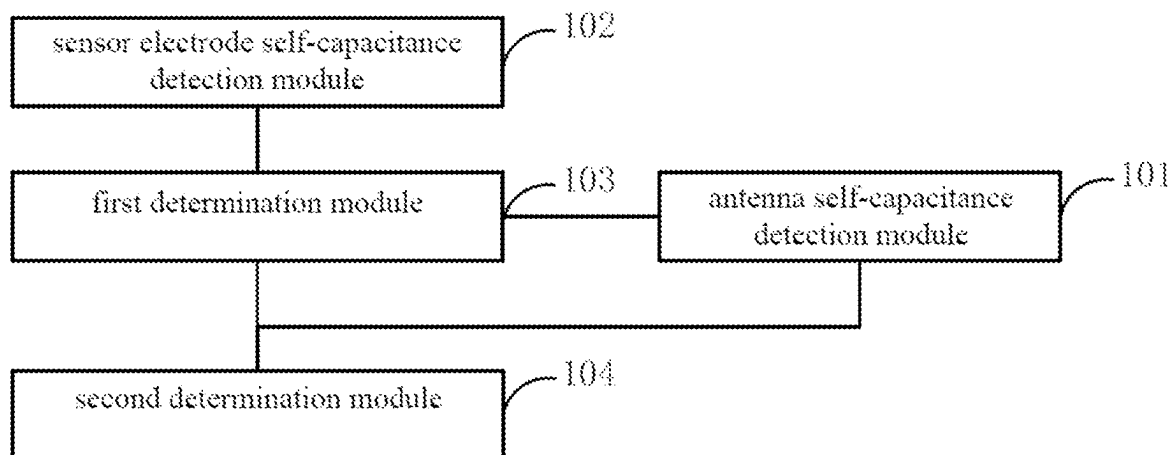 sensor electrode self-capacitance
detection module
102
first determination module
103
antenna self-capacitance
detection module
101
second determination module
104